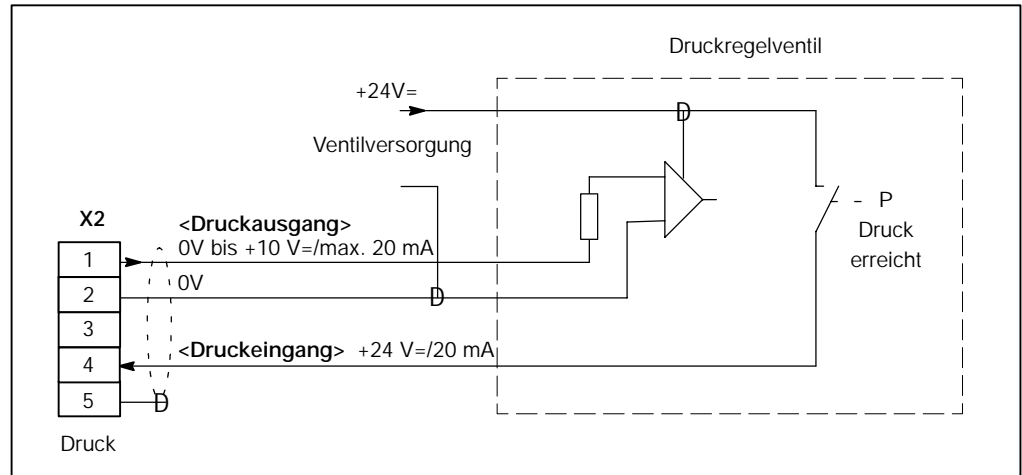 Druckregelventil
+24V=
D
Ventilversorgung
X2
<Druckausgang>
0V bis +10 V=/max. 20 mA
1
P
Druck
erreicht
0V
2
D
3
<Druckeingang> +24 V=/20 mA
4
5
D
Druck